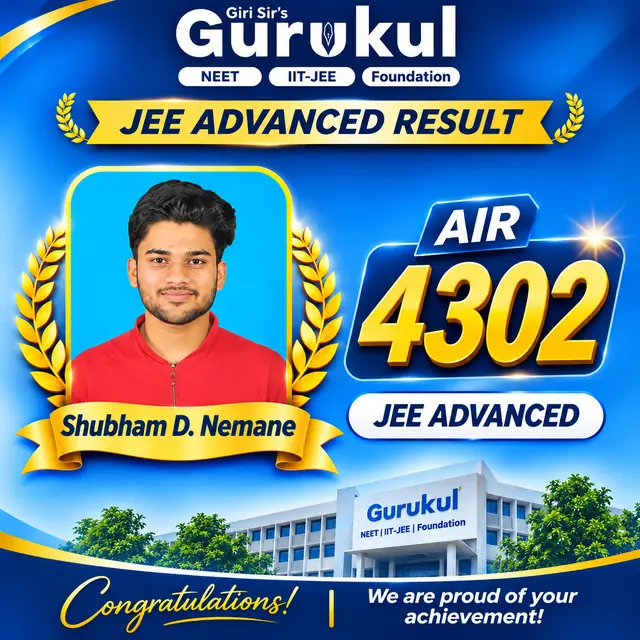 Giri Sir's
Gurukul
NEET IIT-JEE Foundation
JEE ADVANCED RESULT
AIR
4302
JEE ADVANCED
Shubham D. Nemane
Gurukul
NEET | IIT-JEE | Foundation
Congratulations!
We are proud of your
achievement!